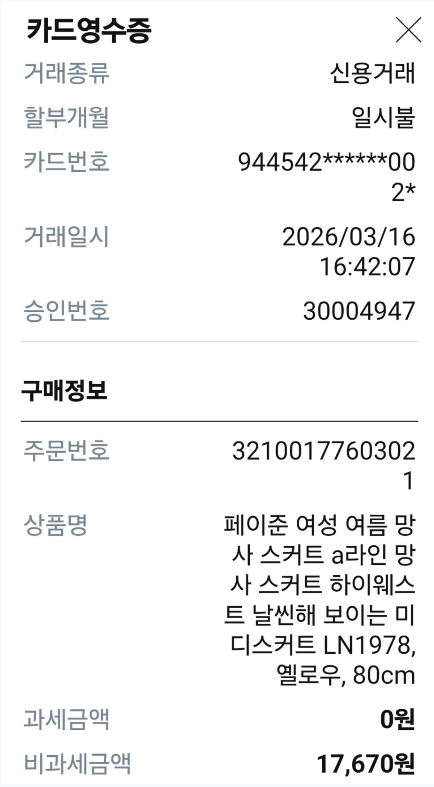 카드영수증
거래종류 신용거래
할부개월 일시불
카드번호 944542******00
2*
거래일시 2026/03/16
16:42:07
승인번호 30004947
구매정보
주문번호 3210017760302
1
상품명 페이준 여성 여름 망
사 스커트 a라인 망
사 스커트 하이웨스
트 날씬해 보이는 미
디스커트 LN1978,
옐로우, 80cm
과세금액 0원
비과세금액 17,670원